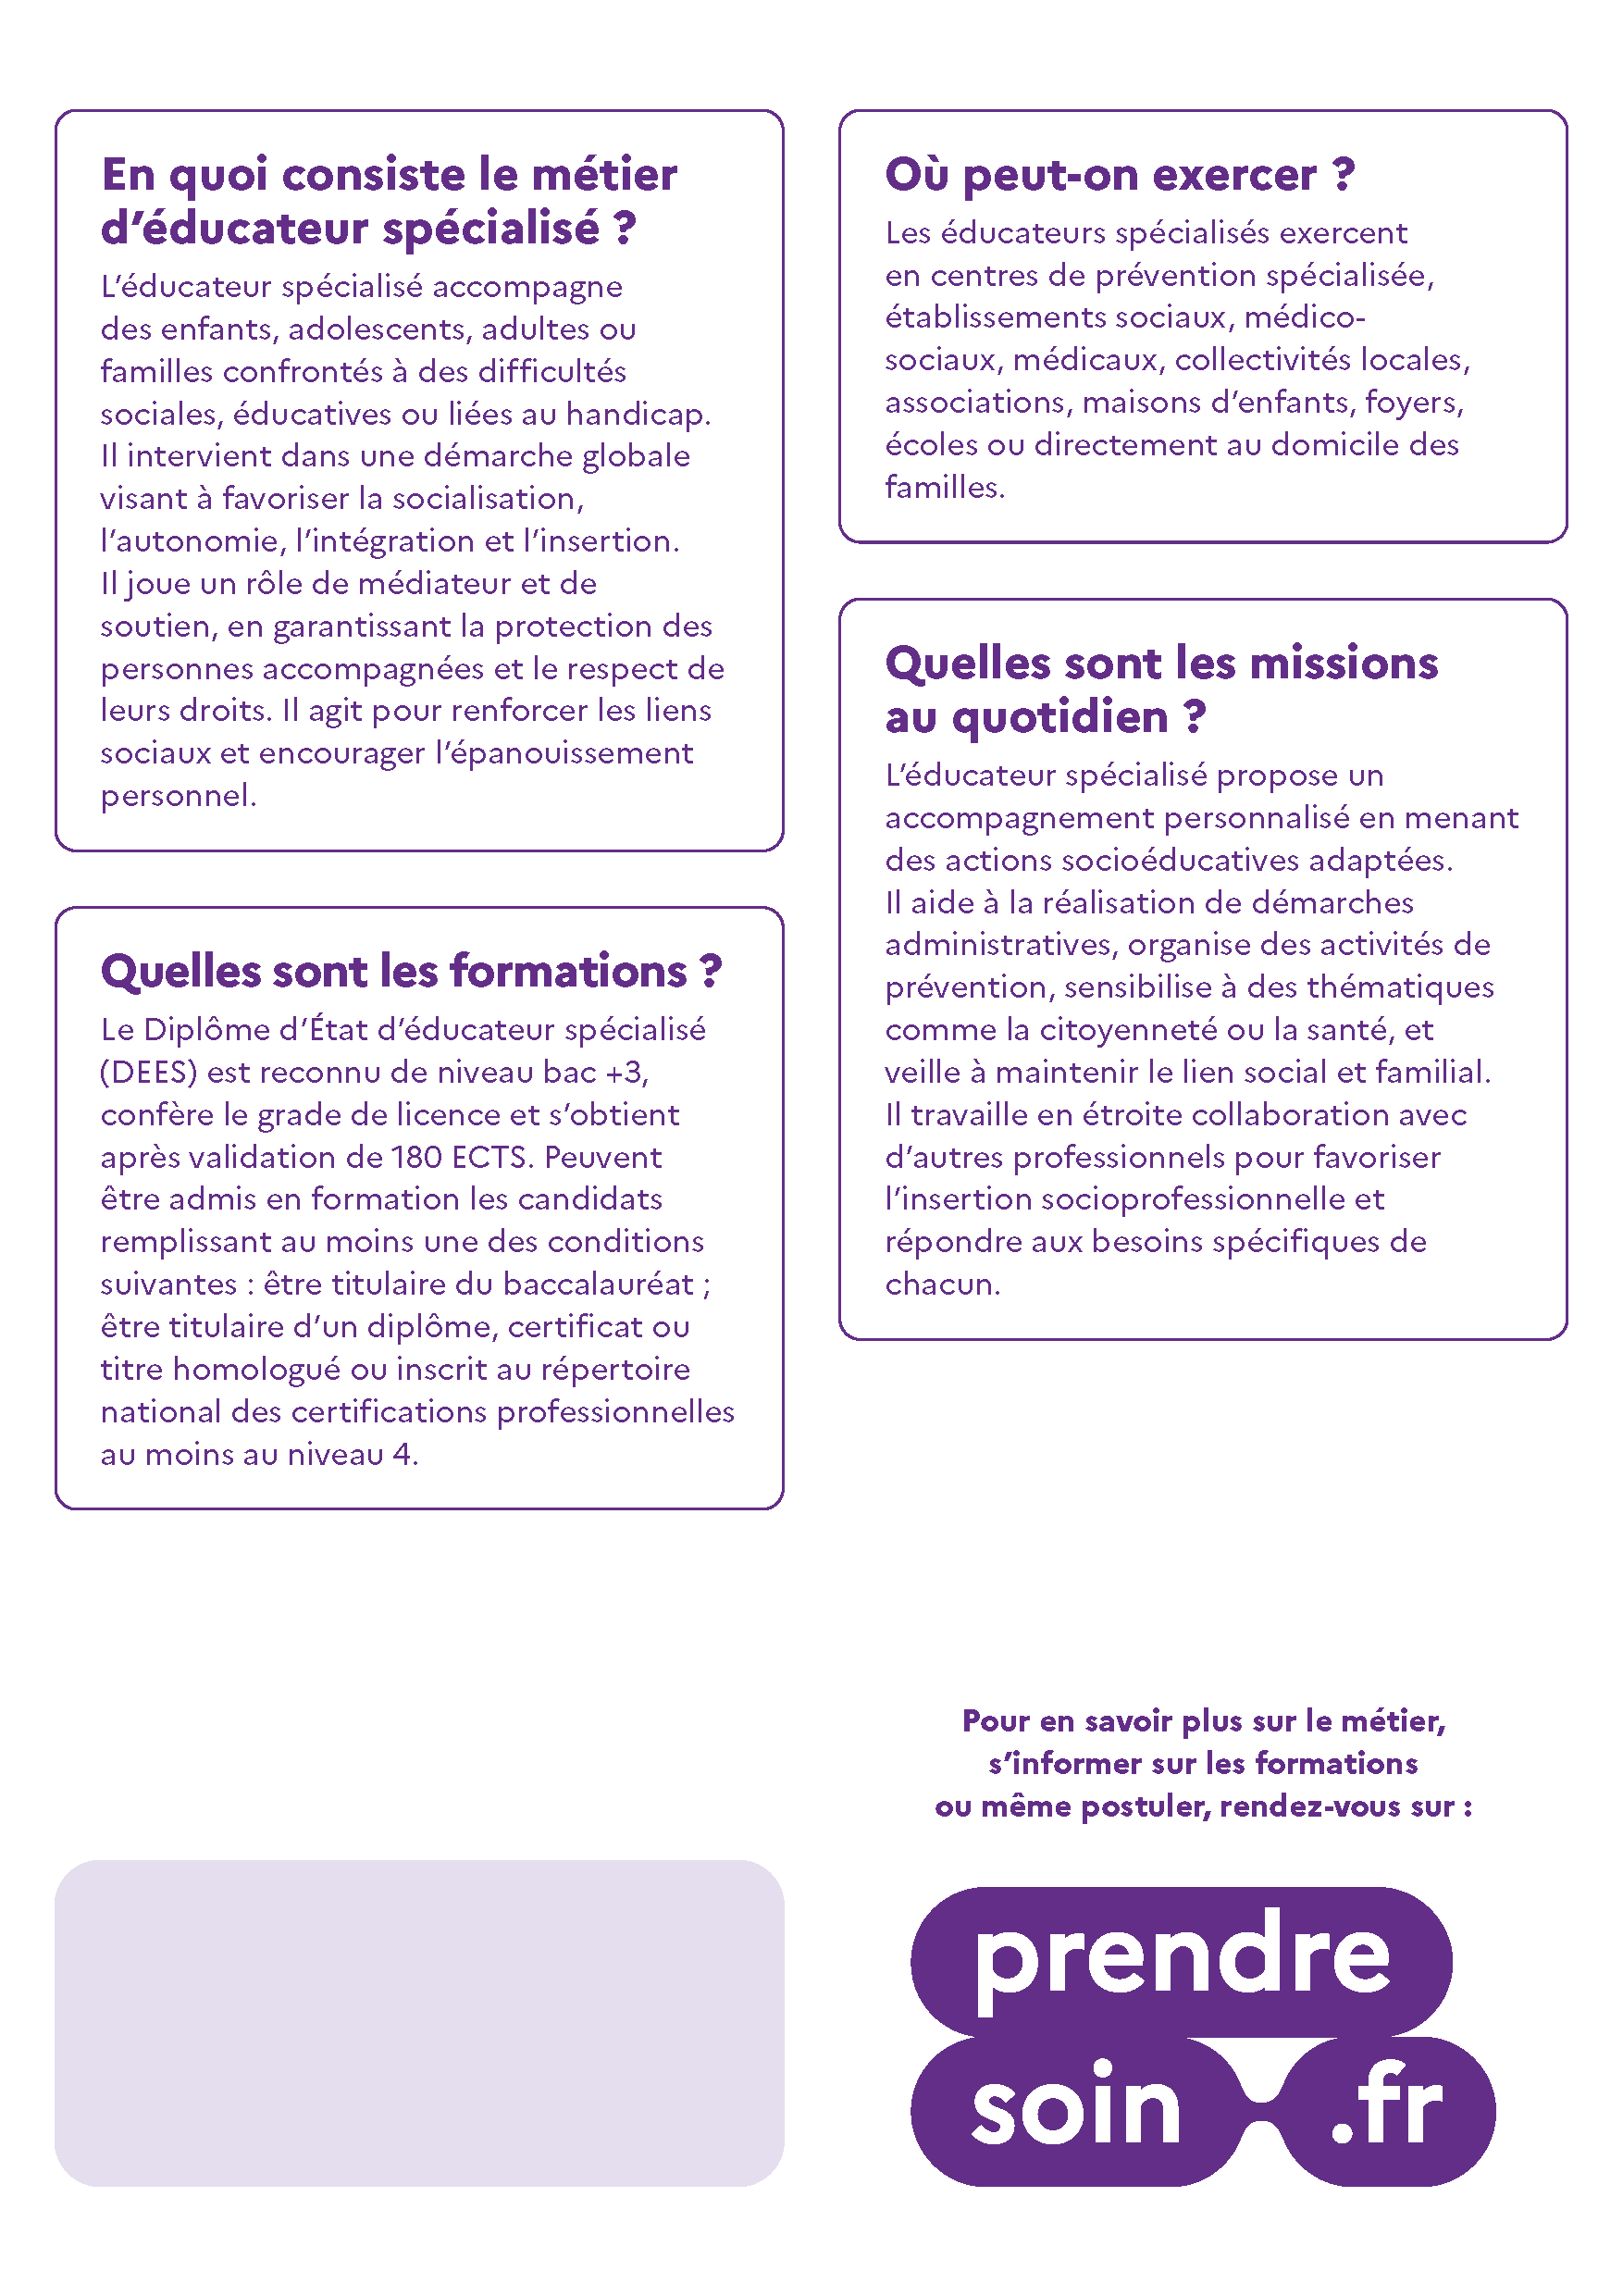 En quoi consiste le métier
d’éducateur spécialisé ?
L’éducateur spécialisé accompagne
des enfants, adolescents, adultes ou
familles confrontés à des difficultés
sociales, éducatives ou liées au handicap.
Il intervient dans une démarche globale
visant à favoriser la socialisation,
l’autonomie, l’intégration et l’insertion.
Il joue un rôle de médiateur et de
soutien, en garantissant la protection des
personnes accompagnées et le respect de
leurs droits. Il agit pour renforcer les liens
sociaux et encourager l’épanouissement
personnel.
Quelles sont les formations ?
Le Diplôme d’État d’éducateur spécialisé
(DEES) est reconnu de niveau bac +3,
confère le grade de licence et s’obtient
après validation de 180 ECTS. Peuvent
être admis en formation les candidats
remplissant au moins une des conditions
suivantes : être titulaire du baccalauréat ;
être titulaire d’un diplôme, certificat ou
titre homologué ou inscrit au répertoire
national des certifications professionnelles
au moins au niveau 4.
Où peut-on exercer ?
Les éducateurs spécialisés exercent
en centres de prévention spécialisée,
établissements sociaux, médico-
sociaux, médicaux, collectivités locales,
associations, maisons d’enfants, foyers,
écoles ou directement au domicile des
familles.
Quelles sont les missions
au quotidien ?
L’éducateur spécialisé propose un
accompagnement personnalisé en menant
des actions socioéducatives adaptées.
Il aide à la réalisation de démarches
administratives, organise des activités de
prévention, sensibilise à des thématiques
comme la citoyenneté ou la santé, et
veille à maintenir le lien social et familial.
Il travaille en étroite collaboration avec
d’autres professionnels pour favoriser
l’insertion socioprofessionnelle et
répondre aux besoins spécifiques de
chacun.
Pour en savoir plus sur le métier,
s’informer sur les formations
ou même postuler, rendez-vous sur :
prendre
soin .fr